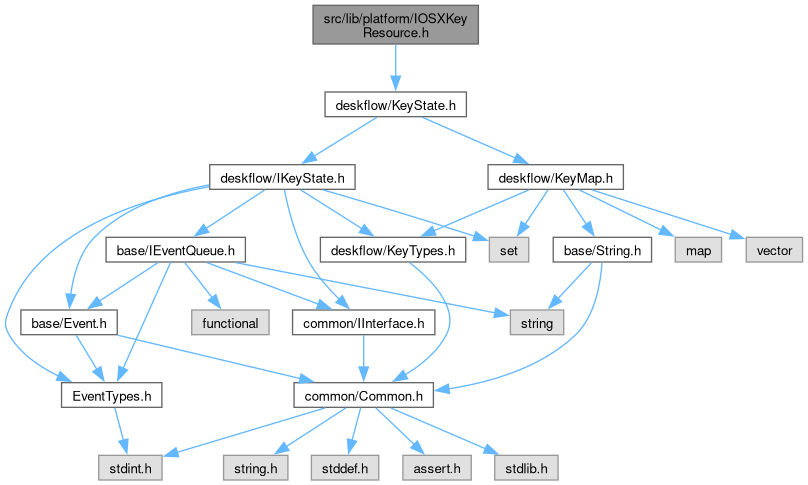 src/lib/platform/IOSXKey
Resource.h
deskflow/KeyState.h
deskflow/IKeyState.h
deskflow/KeyMap.h
base/IEventQueue.h
deskflow/KeyTypes.h
set
base/String.h
map
vector
base/Event.h
functional
common/IInterface.h
string
EventTypes.h
common/Common.h
stdint.h
string.h
stddef.h
assert.h
stdlib.h